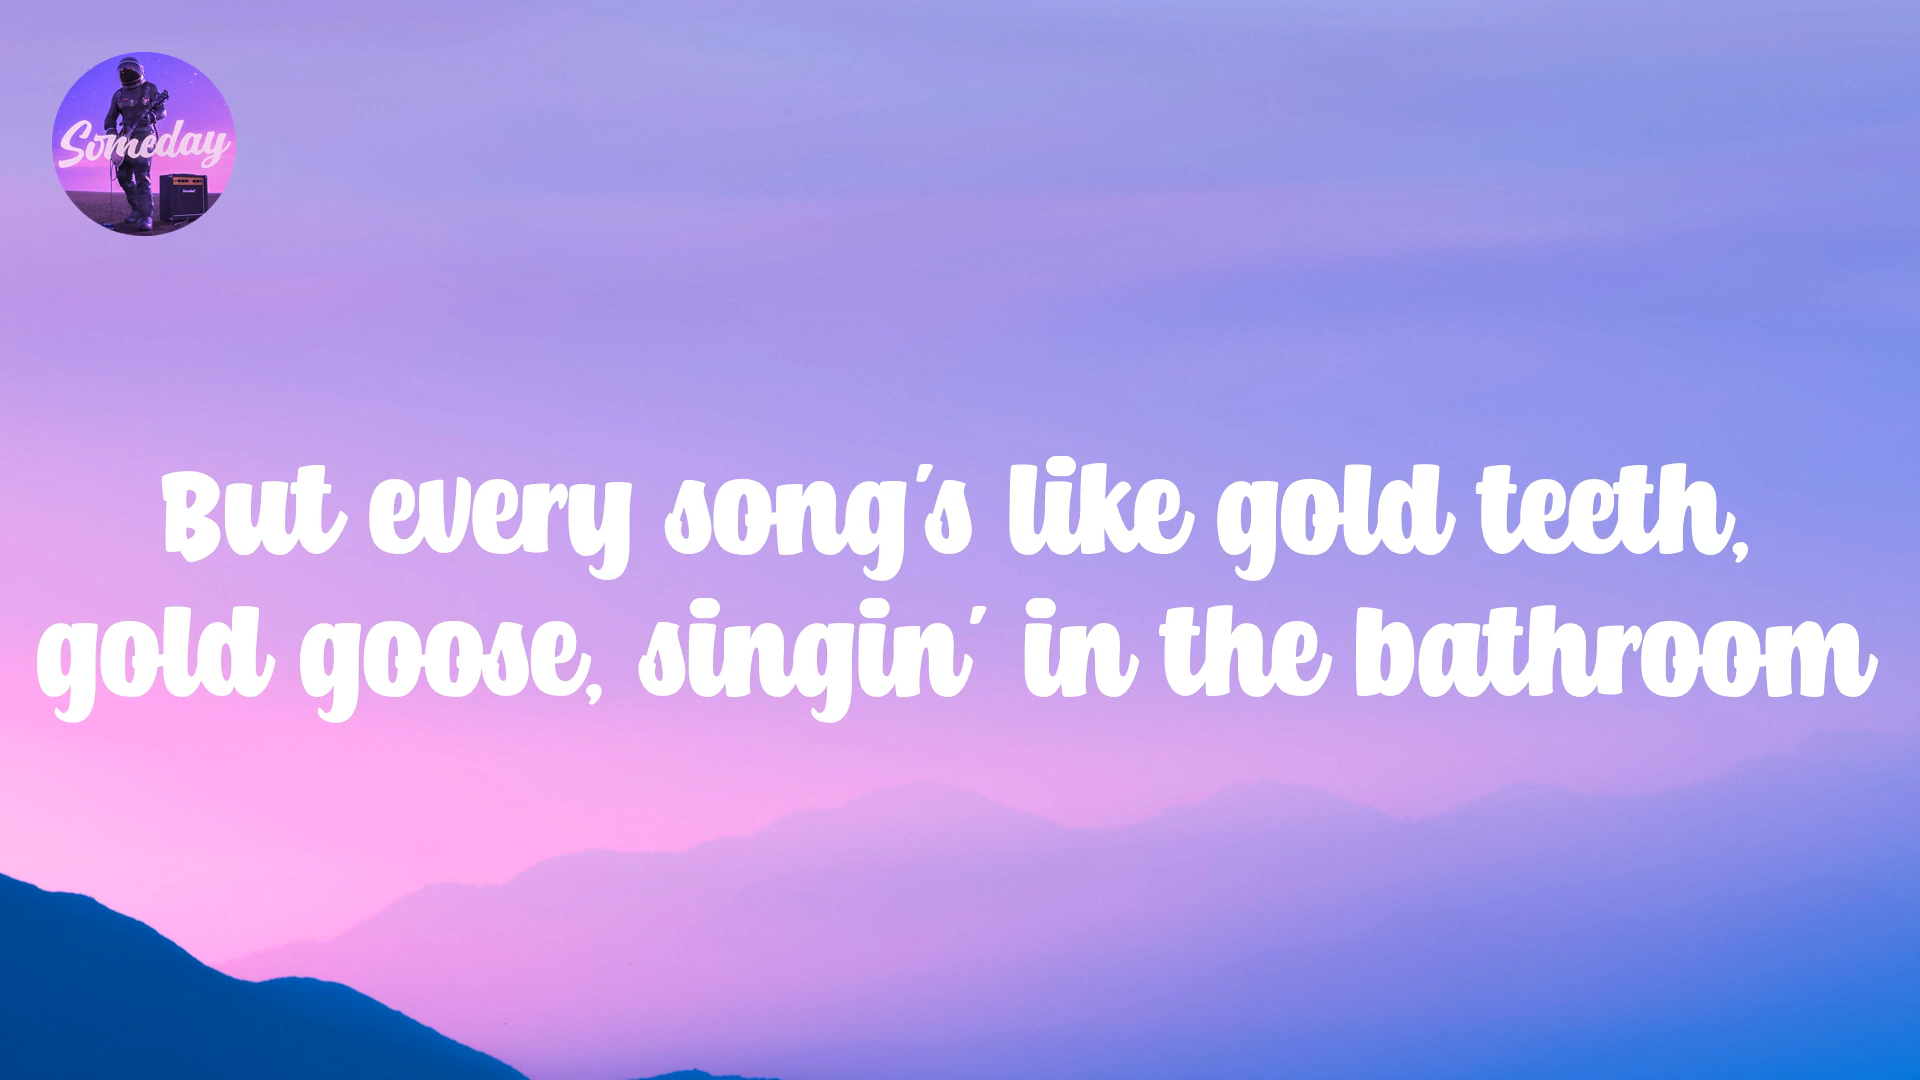 Someday
But every song's like gold teeth,
gold goose, singin' in the bathroom